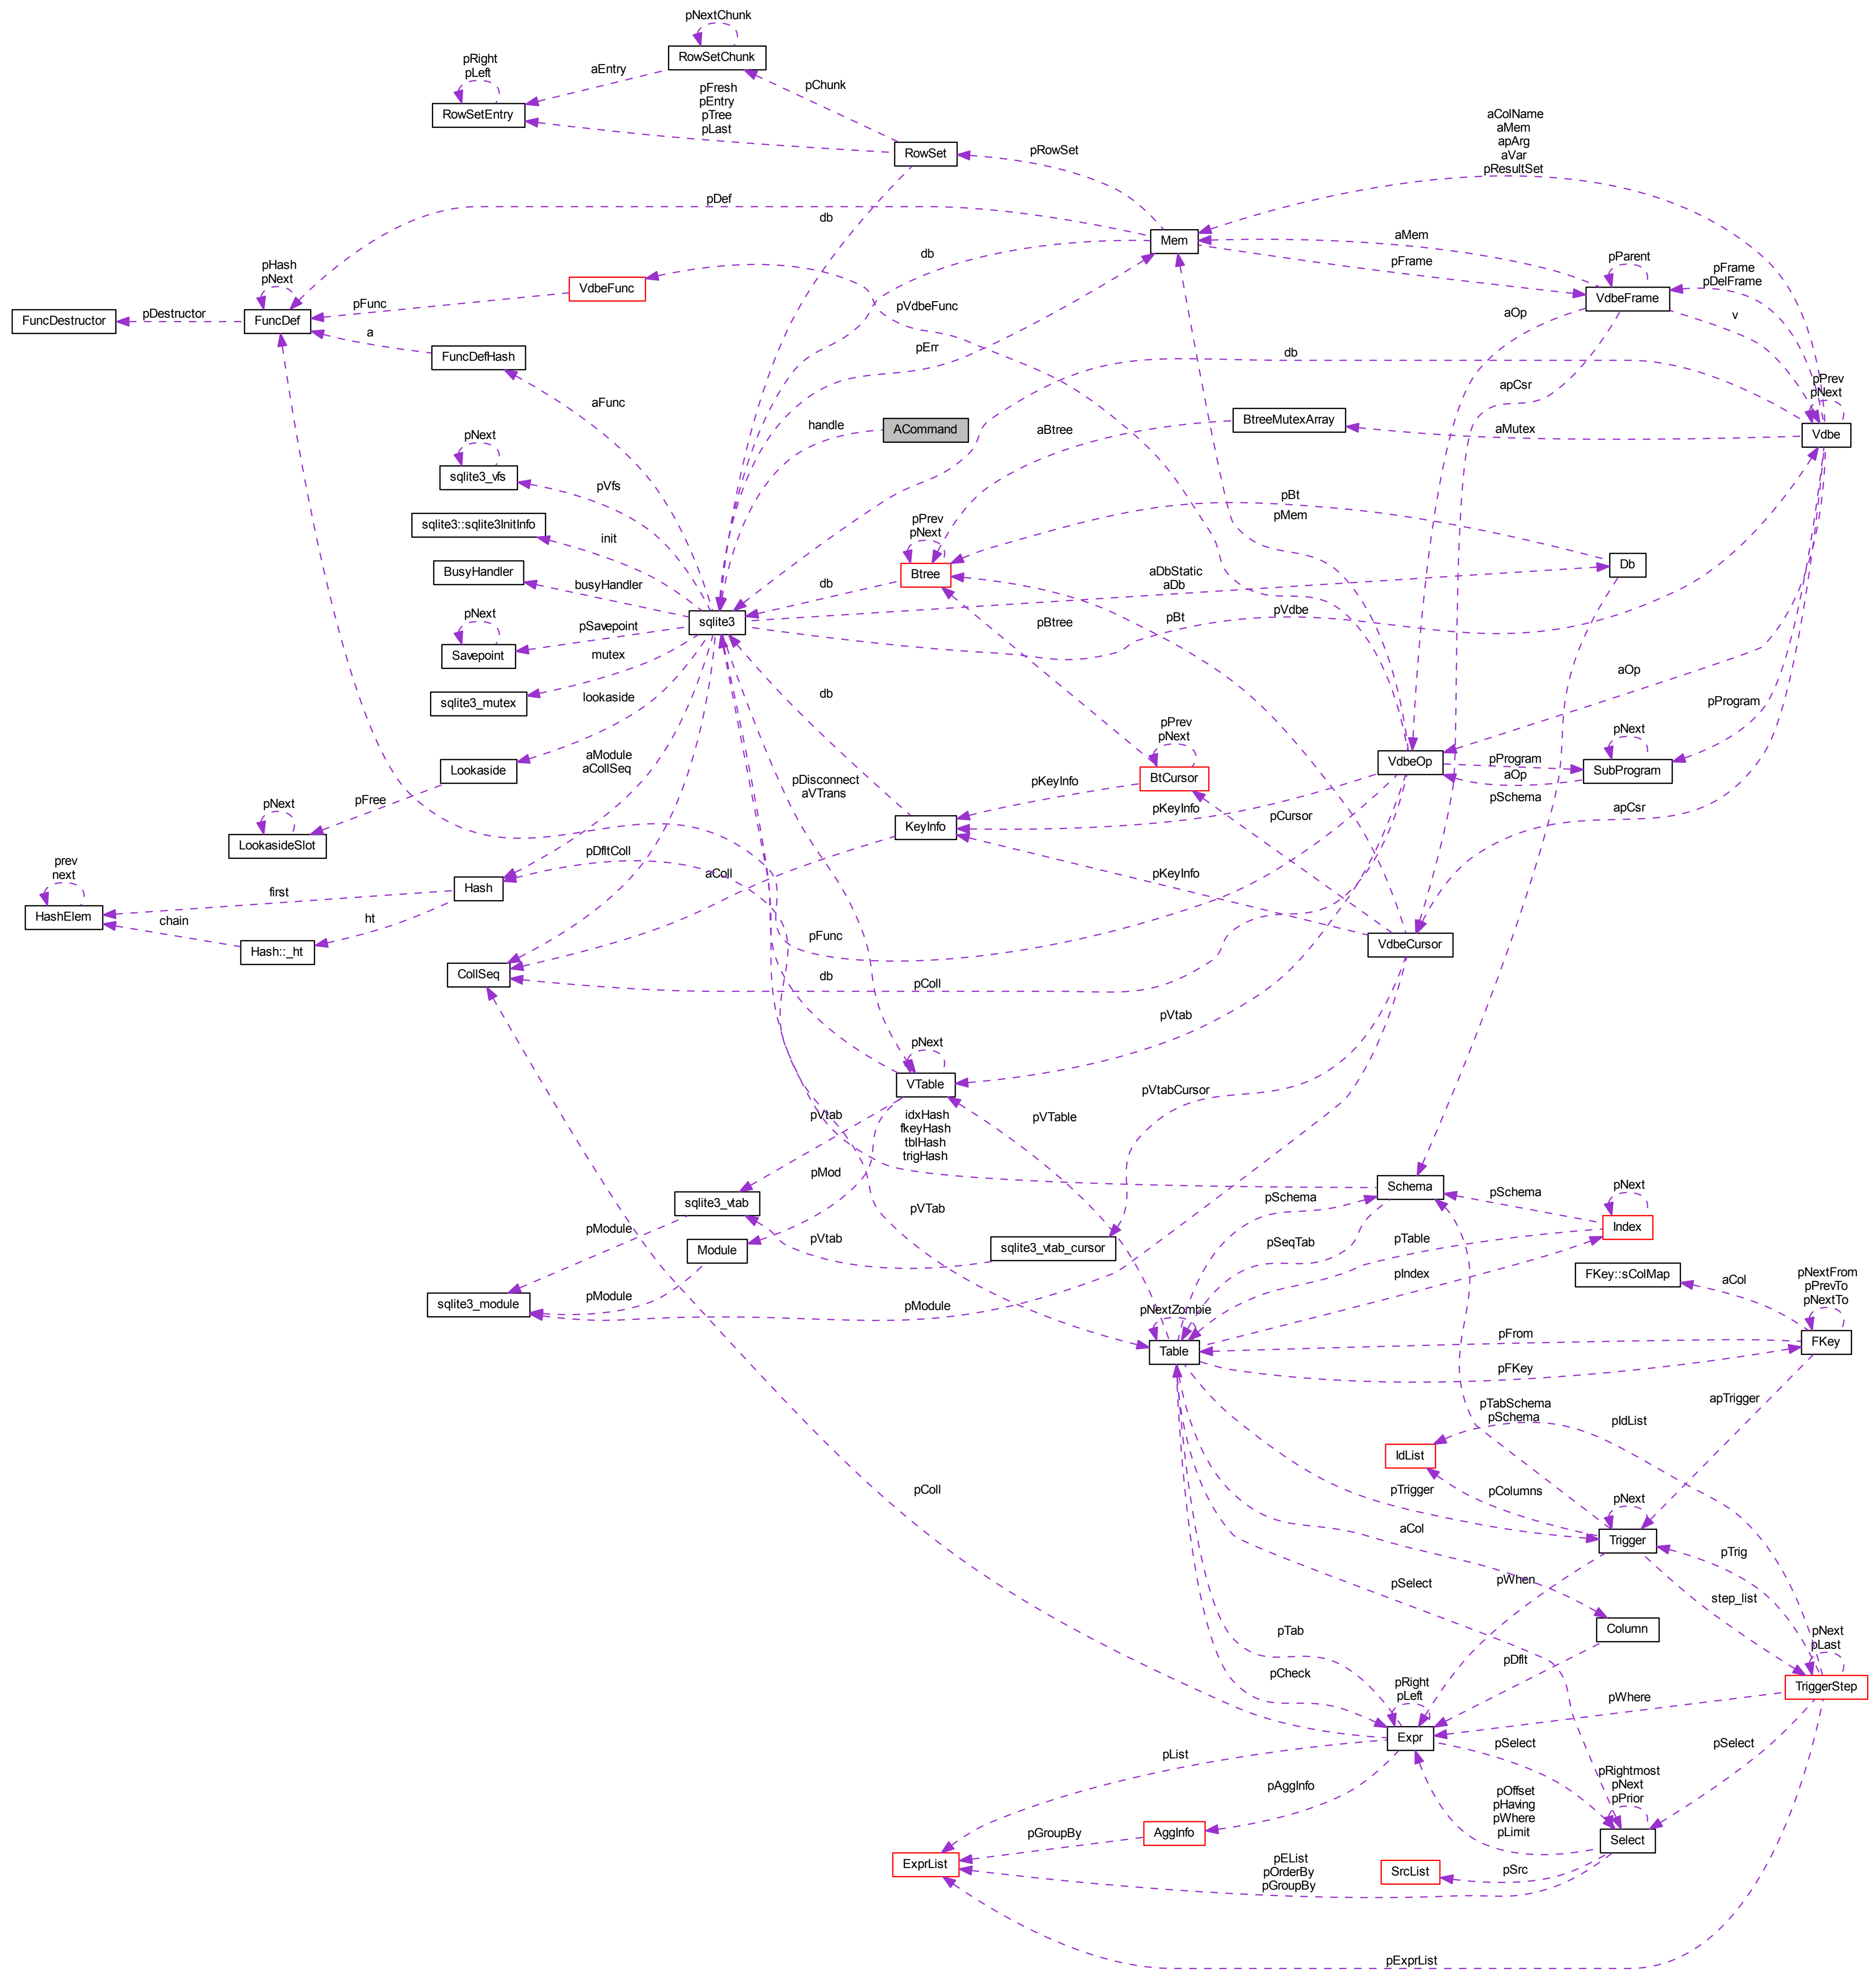 pNextChunk
RowSetChunk
pRight
pLeft
aEntry
RowSetEntry
pFresh
pEntry
pTree
pLast
pChunk
RowSet
pRowSet
aColName
aMem
apArg
aVar
pResultSet
pDef
db
db
Mem
aMem
pFrame
pParent
VdbeFrame
pFrame
pDelFrame
v
pHash
pNext
FuncDef
pFunc
VdbeFunc
pVdbeFunc
FuncDestructor
pDestructor
a
FuncDefHash
pErr
aOp
db
apCsr
pPrev
pNext
Vdbe
aFunc
handle
ACommand
aBtree
BtreeMutexArray
aMutex
pNext
sqlite3_vfs
pVfs
sqlite3::sqlite3InitInfo
init
pBt
pMem
pPrev
pNext
Btree
BusyHandler
busyHandler
db
aDbStatic
aDb
Db
sqlite3
pNext
Savepoint
pSavepoint
pBtree
pBt
pVdbe
mutex
sqlite3_mutex
lookaside
db
aOp
pProgram
Lookaside
aModule
aCollSeq
pDisconnect
aVTrans
pPrev
pNext
BtCursor
pKeyInfo
VdbeOp
pProgram
aOp
pNext
SubProgram
pSchema
pFree
pNext
LookasideSlot
KeyInfo
pKeyInfo
pCursor
apCsr
pDfltColl
aColl
pKeyInfo
prev
next
HashElem
first
Hash
chain
ht
Hash::_ht
pFunc
VdbeCursor
CollSeq
db
pColl
pVtab
pNext
VTable
pVtabCursor
pVtab
idxHash
fkeyHash
tblHash
trigHash
pVTable
pMod
sqlite3_vtab
Schema
pSchema
pSchema
pNext
Index
pModule
Module
pVtab
pVTab
sqlite3_vtab_cursor
pSeqTab
pTable
pIndex
FKey::sColMap
aCol
pNextFrom
pPrevTo
pNextTo
FKey
sqlite3_module
pModule
pModule
pNextZombie
Table
pFrom
pFKey
apTrigger
pTabSchema
pSchema
pIdList
IdList
pColl
pTrigger
pColumns
pNext
Trigger
aCol
pTrig
pSelect
pWhen
step_list
Column
pTab
pDflt
pNext
pLast
TriggerStep
pCheck
pRight
pLeft
Expr
pWhere
pSelect
pSelect
pList
pAggInfo
pRightmost
pNext
pPrior
Select
pOffset
pHaving
pWhere
pLimit
pGroupBy
AggInfo
ExprList
pEList
pOrderBy
pGroupBy
SrcList
pSrc
pExprList